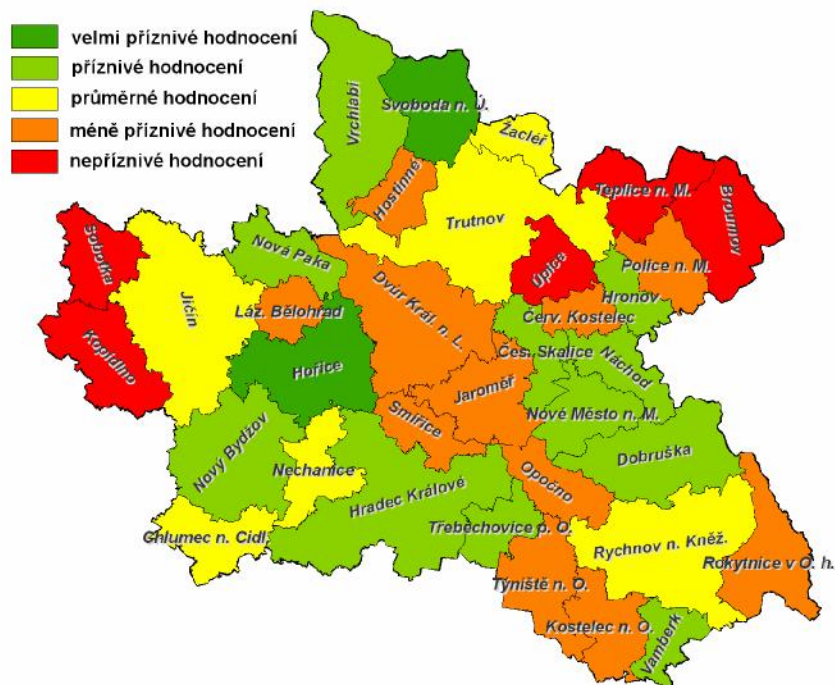 velmi příznivé hodnocení
příznivé hodnocení
průměrné hodnocení
méně příznivé hodnocení
nepříznivé hodnocení
Vrchlabí
Svoboda n. Ú.
Žacléř
Hostinné
Trutnov
Teplice n. M.
Broumov
Sobotka
Nová Paka
Úpice
Police n. M.
Jičín
Dvůr Král. n. L.
Hronov
Láz. Bělohrad
Červ. Kostelec
Kopidlno
Hořice
Čes. Skalice
Náchod
Jaroměř
Smiřice
Nové Město n. M.
Nový Bydžov
Nechanice
Dobruška
Hradec Králové
Opočno
Chlumec n. Cidl.
Třebechovice p. O.
Rychnov n. Kněž.
Rokytnice v O. h.
Týniště n. O.
Kostelec n. O.
Vamberk